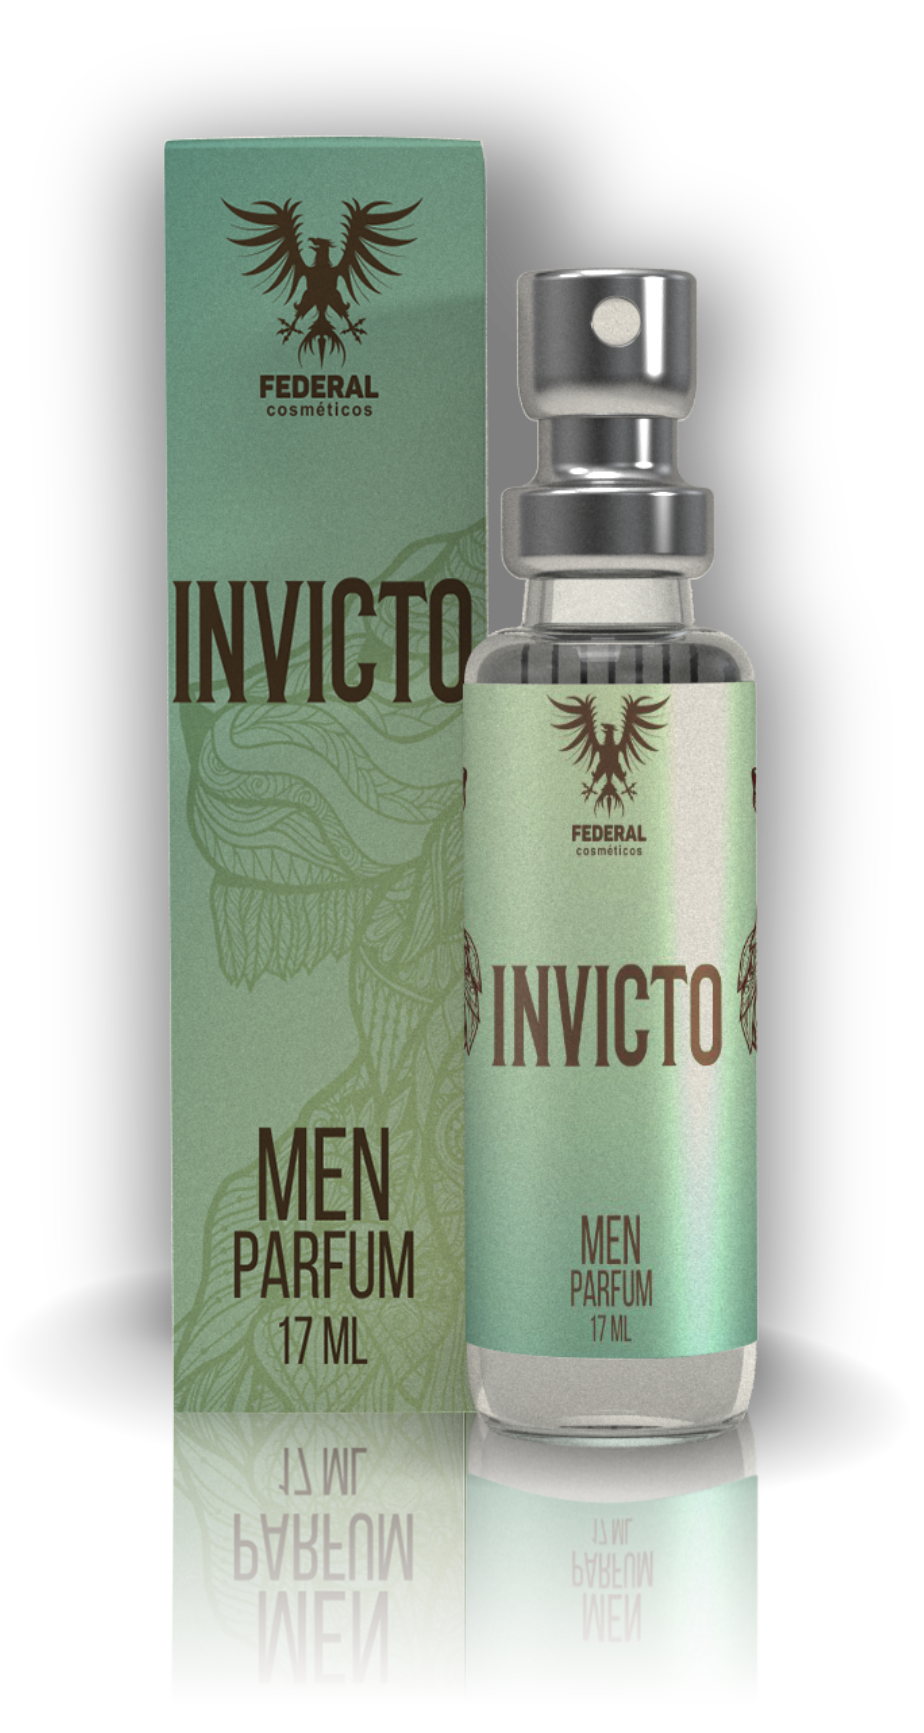 FEDERAL
cosméticos
INVICTO
MEN
PARFUM
17 ML
FEDERAL
cosméticos
INVICTO
MEN
PARFUM
17 ML